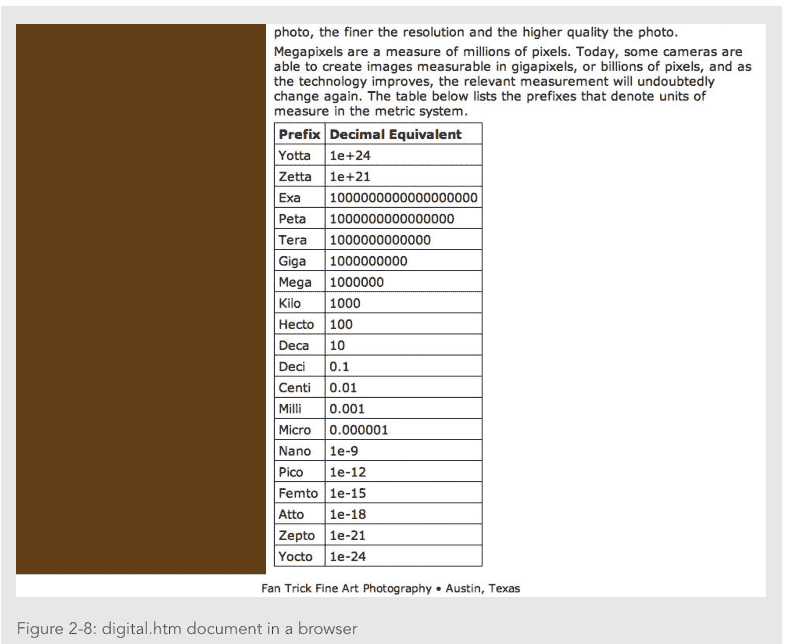 photo, the finer the resolution and the higher quality the photo.
Megapixels are a measure of millions of pixels. Today, some cameras are
able to create images measurable in gigapixels, or billions of pixels, and as
the technology improves, the relevant measurement will undoubtedly
change again. The table below lists the prefixes that denote units of
measure in the metric system.
Prefix Decimal Equivalent
Yotta 1e+24
Zetta 1e+21
Exa 1000000000000000000
Peta 1000000000000000
Tera 1000000000000
Giga 1000000000
Mega 1000000
Kilo 1000
Hecto 100
Deca 10
Deci 0.1
Centi 0.01
Milli 0.001
Micro 0.000001
Nano 1e-9
Pico 1e-12
Femto 1e-15
Atto 1e-18
Zepto 1e-21
Yocto 1e-24
Fan Trick Fine Art Photography • Austin, Texas
Figure 2-8: digital.htm document in a browser